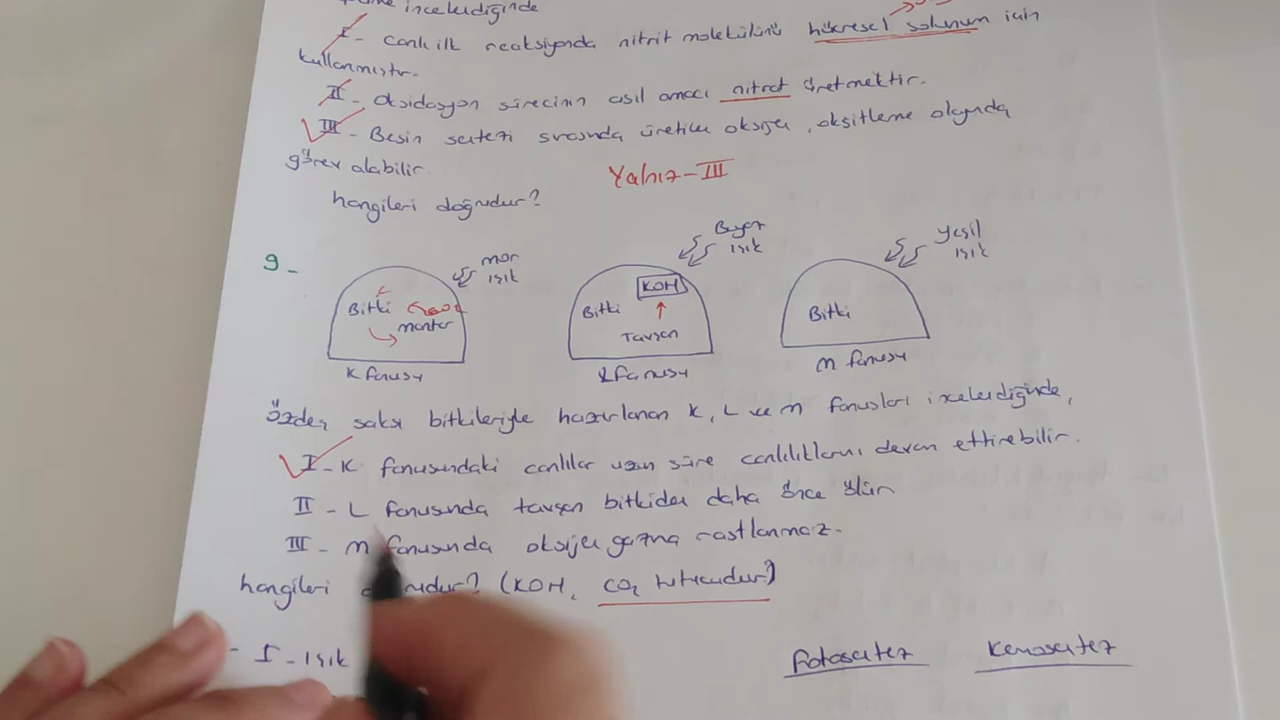 incelendiğinde
I - canlı ilk reaksiyonda nitrit molekülünü hücresel solunum için
kullanmıştır.
II - Oksidasyon sürecinin asıl amacı nitrat üretmektir.
III - Besin sentezi sırasında üretilen oksijen, oksitleme olayında
görev alabilir.
Yalnız-III
hangileri doğrudur?
9-
mor
ışık
Beyaz
ışık
Yeşil
ışık
Bitki
mantar
K fanusu
KOH
Bitki
Tavşan
L fanusu
Bitki
M fanusu
Özdeş saksı bitkileriyle hazırlanan K, L ve M fanusları incelendiğinde,
I - K fanusundaki canlılar uzun süre canlılıklarını devam ettirebilir.
II - L fanusunda tavşan bitkiden daha önce ölür
III - M fanusunda oksijen gazına rastlanmaz.
hangileri doğrudur? (KOH, CO₂ tutucudur)
- I - Işık
Fotosentez Kemosentez